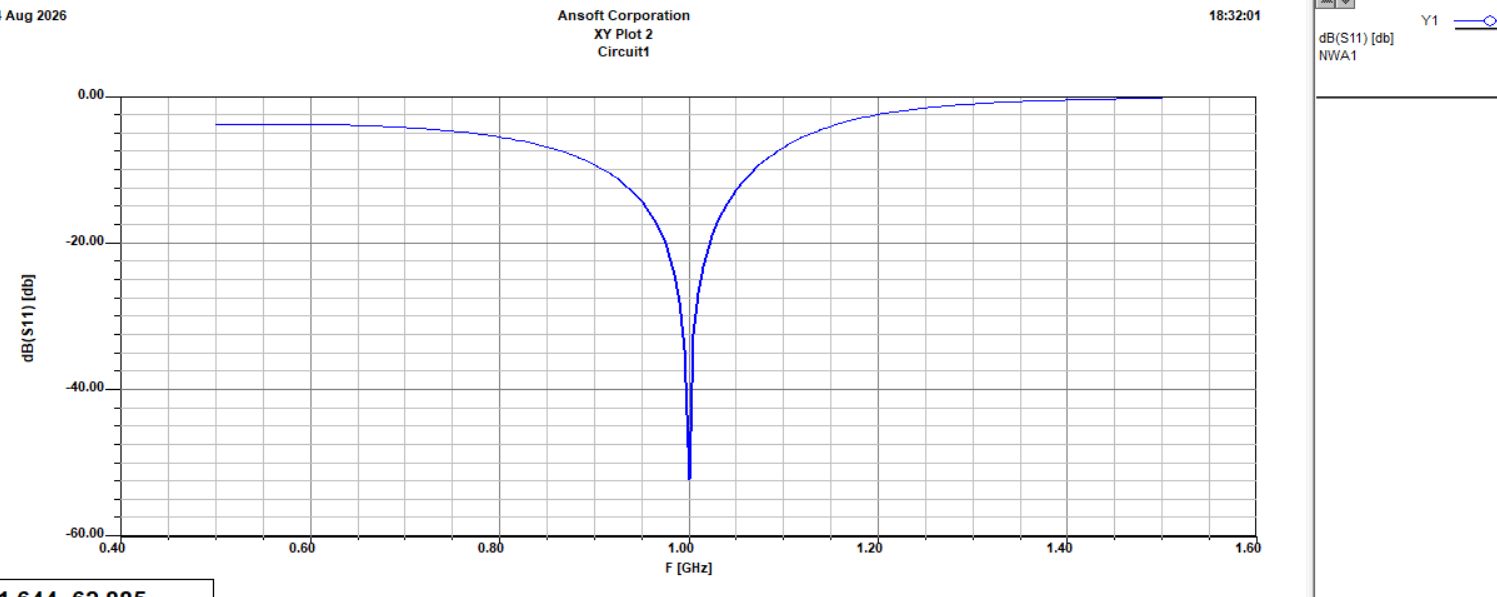 Aug 2026
Ansoft Corporation
18:32:01
XY Plot 2
Circuit1
Y1
dB(S11) [db]
NWA1
0.00
-20.00
-40.00
-60.00
dB(S11) [db]
0.40
0.60
0.80
1.00
1.20
1.40
1.60
F [GHz]